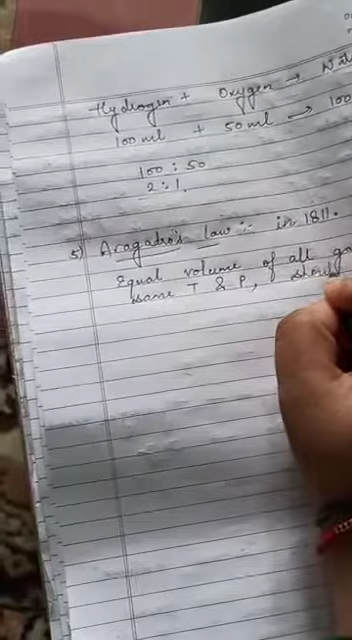 Hydrogen + Oxygen →
100 ml + 50 ml → 100
100 : 50
2 : 1.
5) Avagadro's law :- in 1811.
Equal volume of all
same T & P,